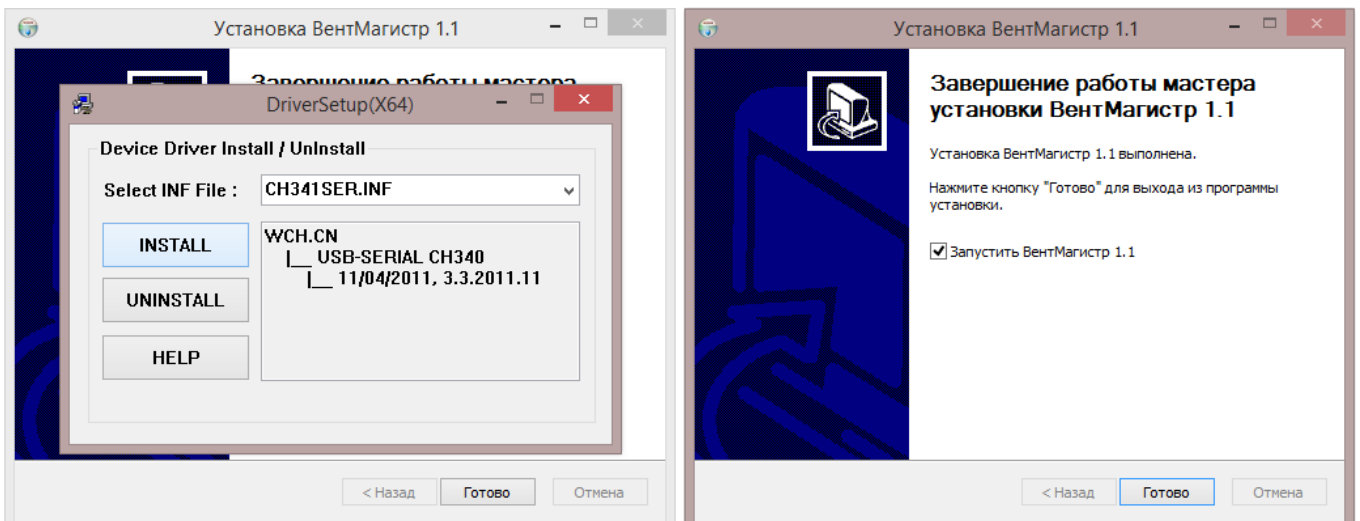 Установка ВентМагистр 1.1
Завершение работы мастера
DriverSetup(X64)
Device Driver Install / UnInstall
Select INF File :
CH341SER.INF
INSTALL
UNINSTALL
HELP
WCH.CN
|__ USB-SERIAL CH340
|__ 11/04/2011, 3.3.2011.11
< Назад
Готово
Отмена
Установка ВентМагистр 1.1
Завершение работы мастера
установки ВентМагистр 1.1
Установка ВентМагистр 1.1 выполнена.
Нажмите кнопку "Готово" для выхода из программы
установки.
Запустить ВентМагистр 1.1
< Назад
Готово
Отмена